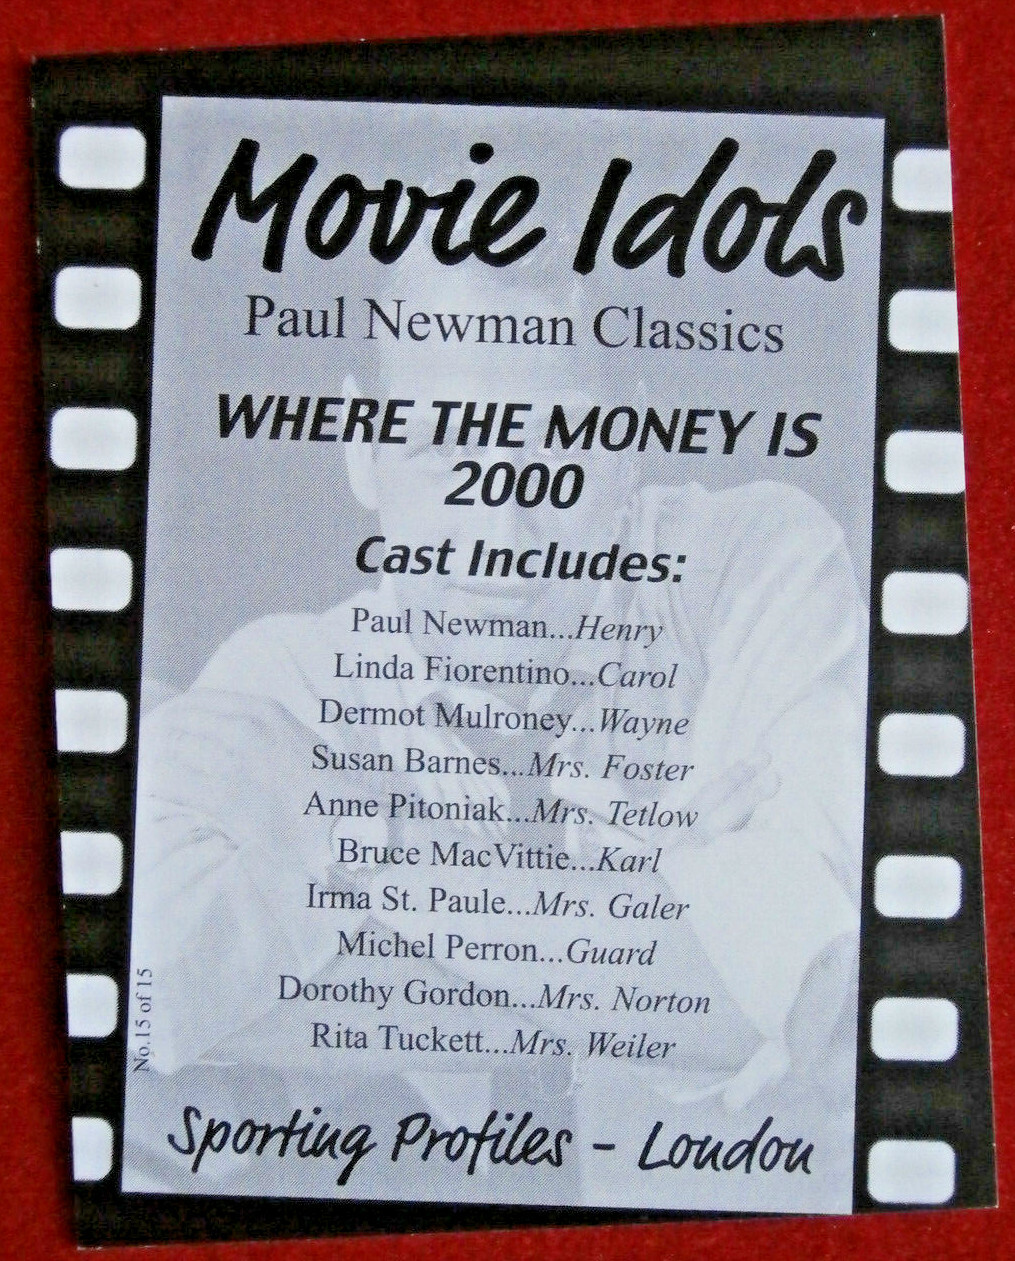 Movie Idols
Paul Newman Classics
WHERE THE MONEY IS
2000
Cast Includes:
Paul Newman...Henry
Linda Fiorentino...Carol
Dermot Mulroney...Wayne
Susan Barnes...Mrs. Foster
Anne Pitoniak...Mrs. Tetlow
Bruce MacVittie...Karl
Irma St. Paule...Mrs. Galer
Michel Perron...Guard
Dorothy Gordon...Mrs. Norton
Rita Tuckett...Mrs. Weiler
No.15 of 15
Sporting Profiles - London